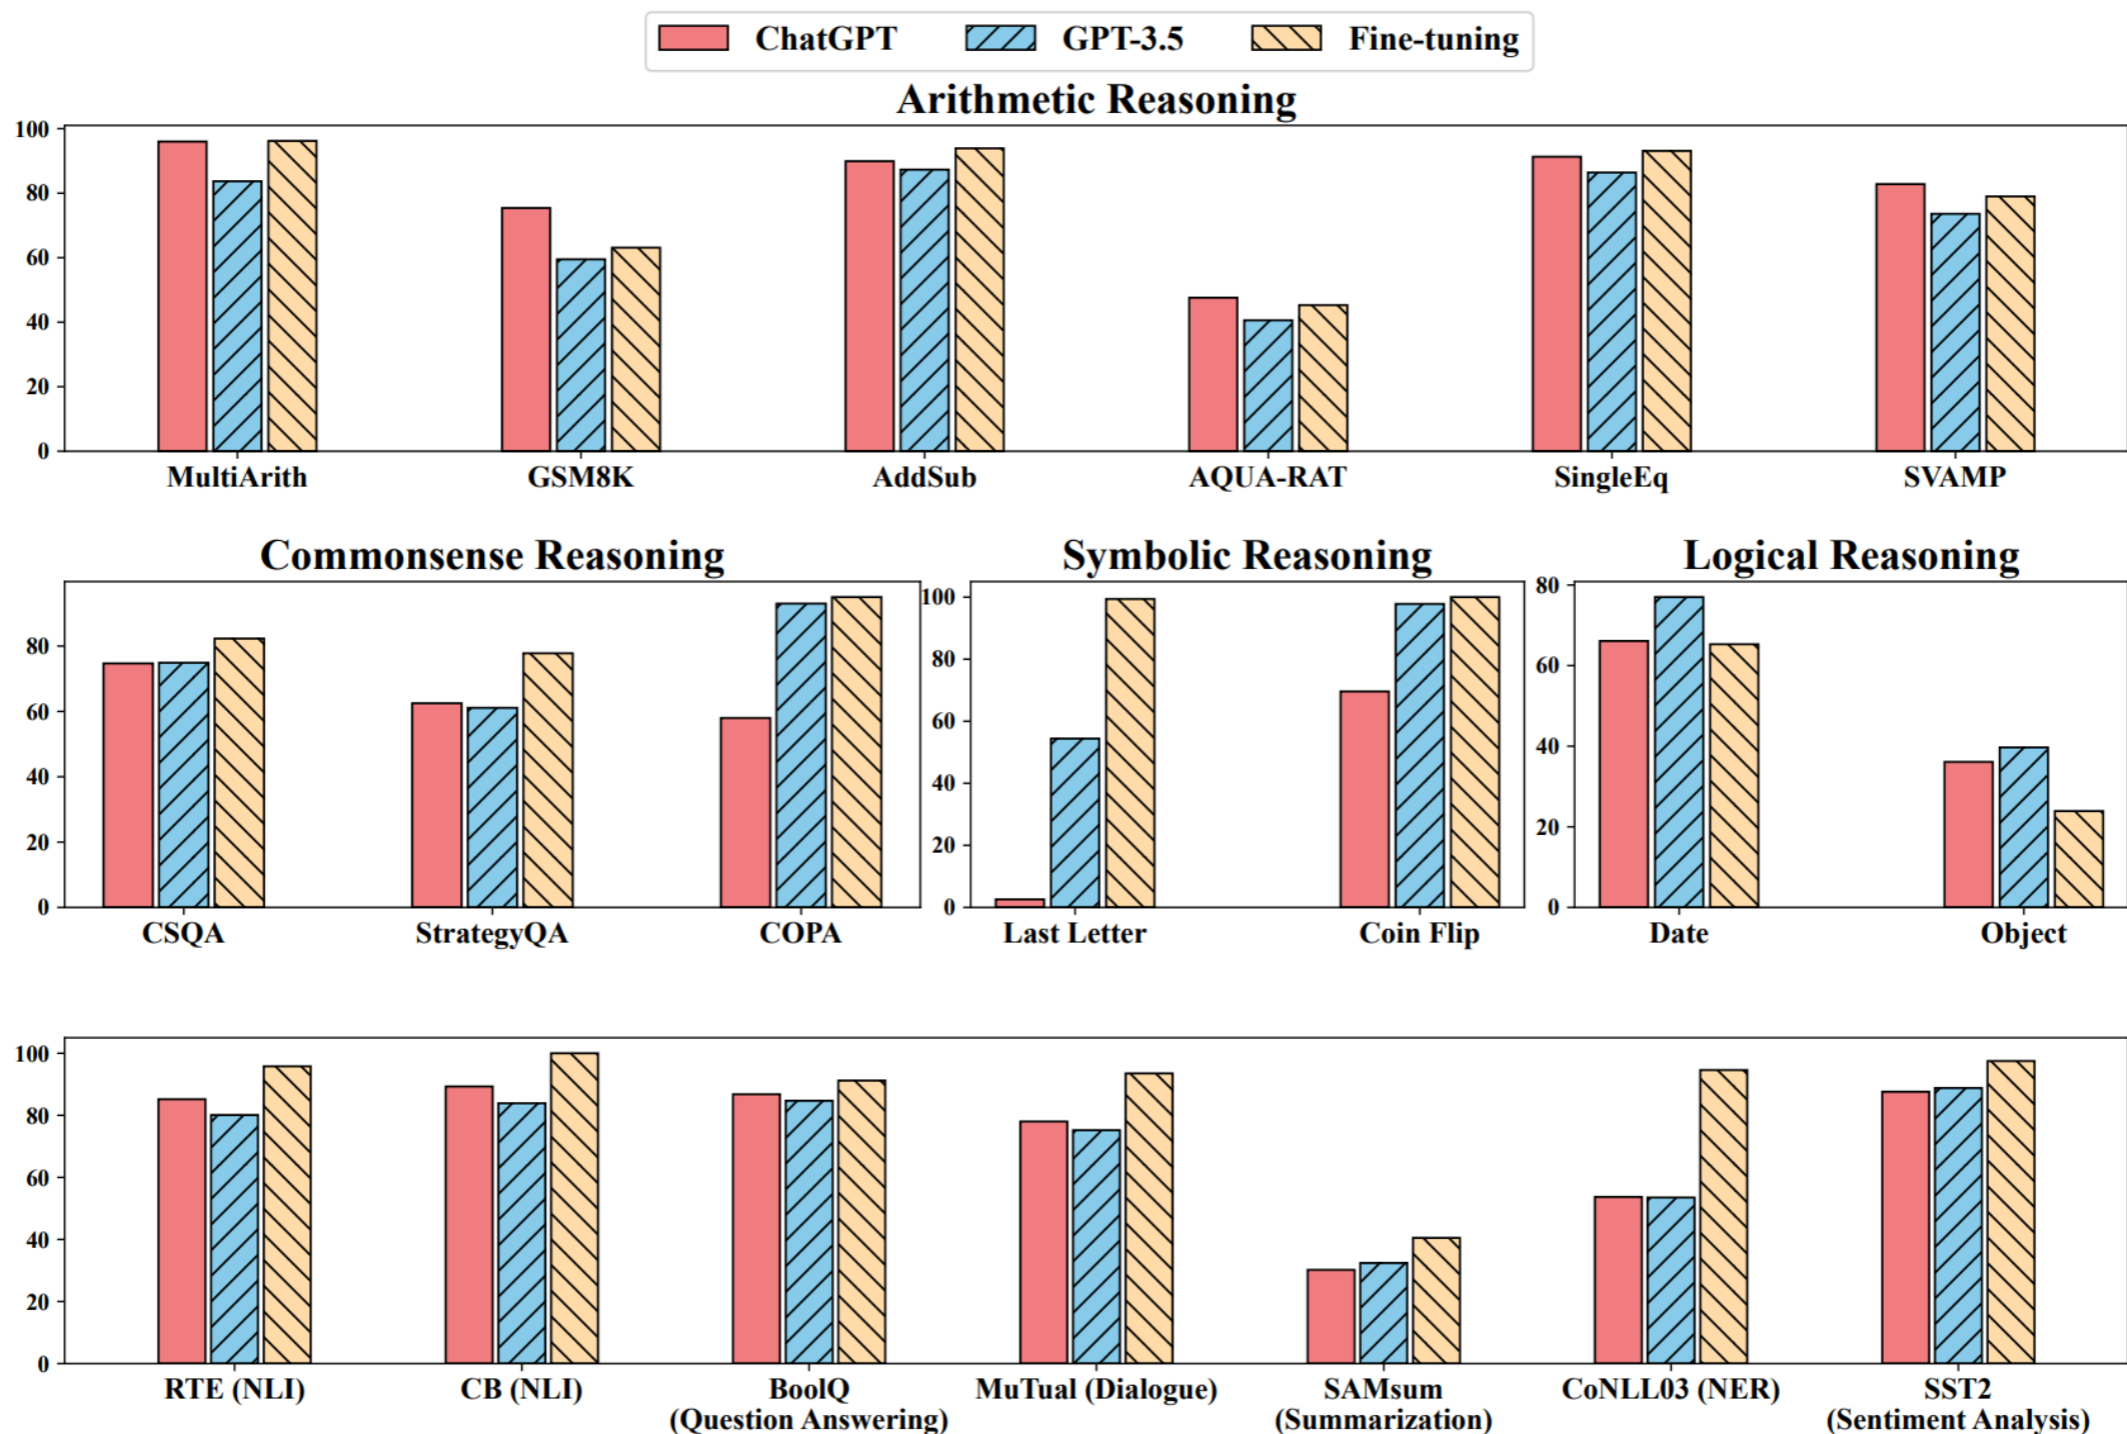 ChatGPT GPT-3.5 Fine-tuning
Arithmetic Reasoning
100
80
60
40
20
0
MultiArith GSM8K AddSub AQUA-RAT SingleEq SVAMP
Commonsense Reasoning
80
60
40
20
0
CSQA StrategyQA COPA
Symbolic Reasoning
100
80
60
40
20
0
Last Letter Coin Flip
Logical Reasoning
80
60
40
20
0
Date Object
100
80
60
40
20
0
RTE (NLI) CB (NLI) BoolQ MuTual (Dialogue) SAMsum CoNLL03 (NER) SST2
(Question Answering) (Summarization) (Sentiment Analysis)